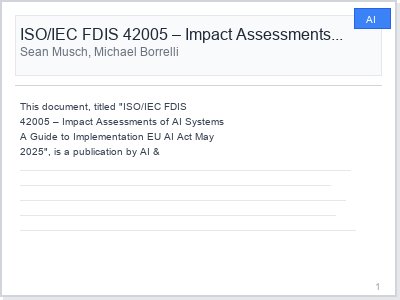 AI
ISO/IEC FDIS 42005 – Impact Assessments...
Sean Musch, Michael Borrelli
This document, titled "ISO/IEC FDIS
42005 – Impact Assessments of AI Systems
A Guide to Implementation EU AI Act May
2025", is a publication by AI &
1